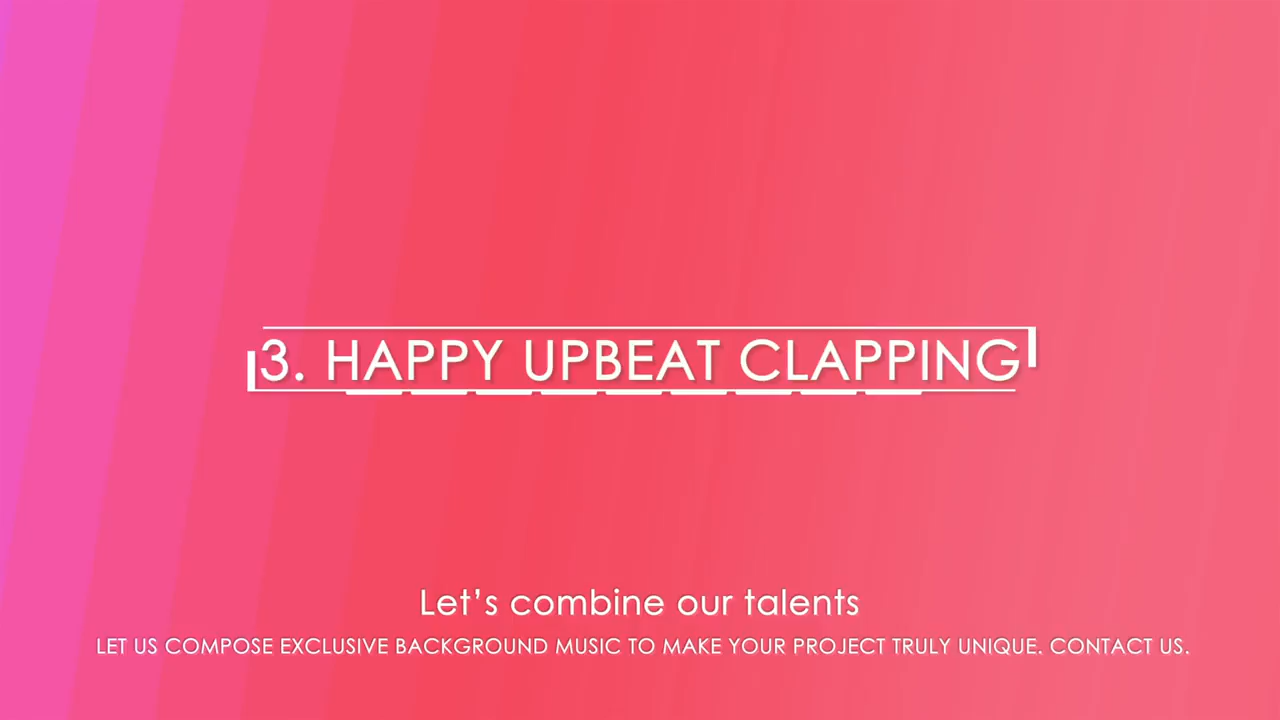 3. HAPPY UPBEAT CLAPPING
Let’s combine our talents
LET US COMPOSE EXCLUSIVE BACKGROUND MUSIC TO MAKE YOUR PROJECT TRULY UNIQUE. CONTACT US.